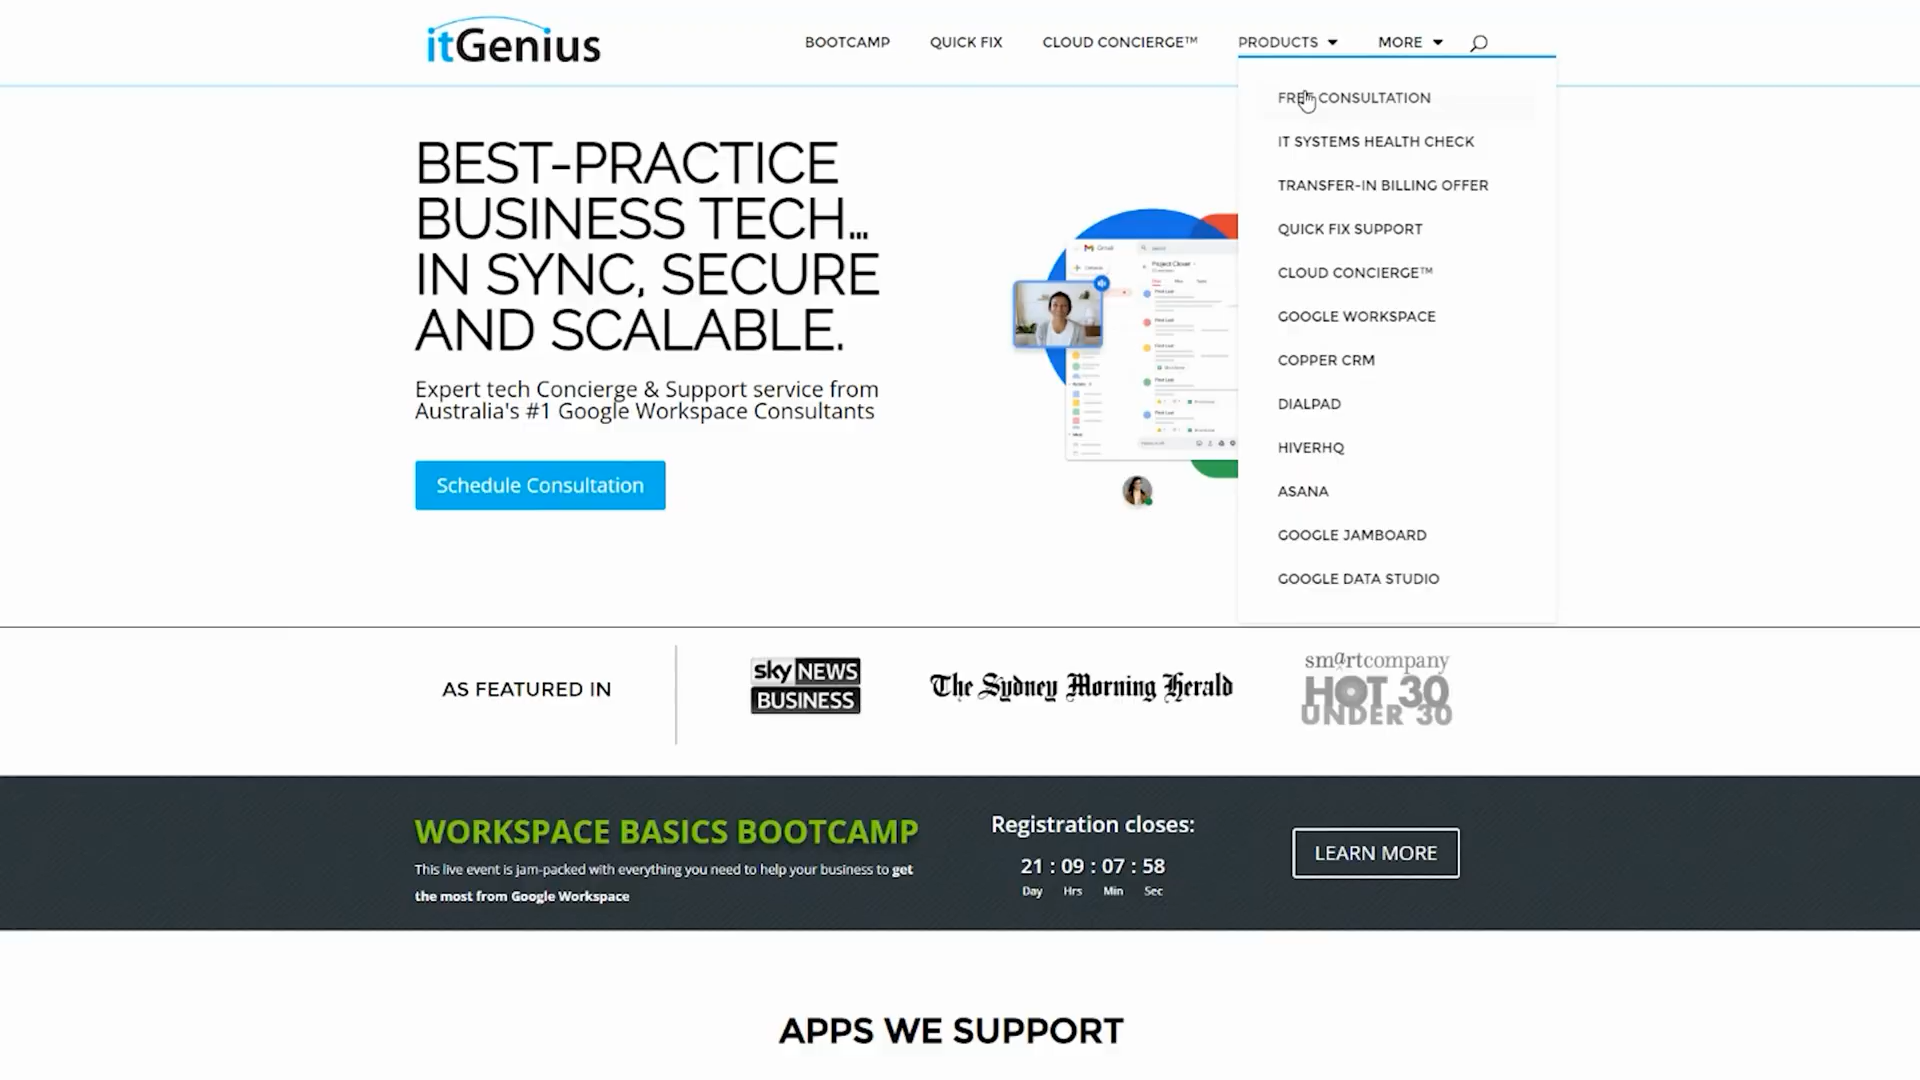 itGenius
BOOTCAMP
QUICK FIX
CLOUD CONCIERGE™
PRODUCTS
MORE
FREE CONSULTATION
IT SYSTEMS HEALTH CHECK
TRANSFER-IN BILLING OFFER
QUICK FIX SUPPORT
CLOUD CONCIERGE™
GOOGLE WORKSPACE
COPPER CRM
DIALPAD
HIVERHQ
ASANA
GOOGLE JAMBOARD
GOOGLE DATA STUDIO
BEST-PRACTICE
BUSINESS TECH...
IN SYNC, SECURE
AND SCALABLE.
Expert tech Concierge & Support service from
Australia's #1 Google Workspace Consultants
Schedule Consultation
Gmail
Project Clover
AS FEATURED IN
sky NEWS
BUSINESS
The Sydney Morning Herald
smartcompany
HOT 30
UNDER 30
WORKSPACE BASICS BOOTCAMP
This live event is jam-packed with everything you need to help your business to get
the most from Google Workspace
Registration closes:
21 : 09 : 07 : 58
Day Hrs Min Sec
LEARN MORE
APPS WE SUPPORT